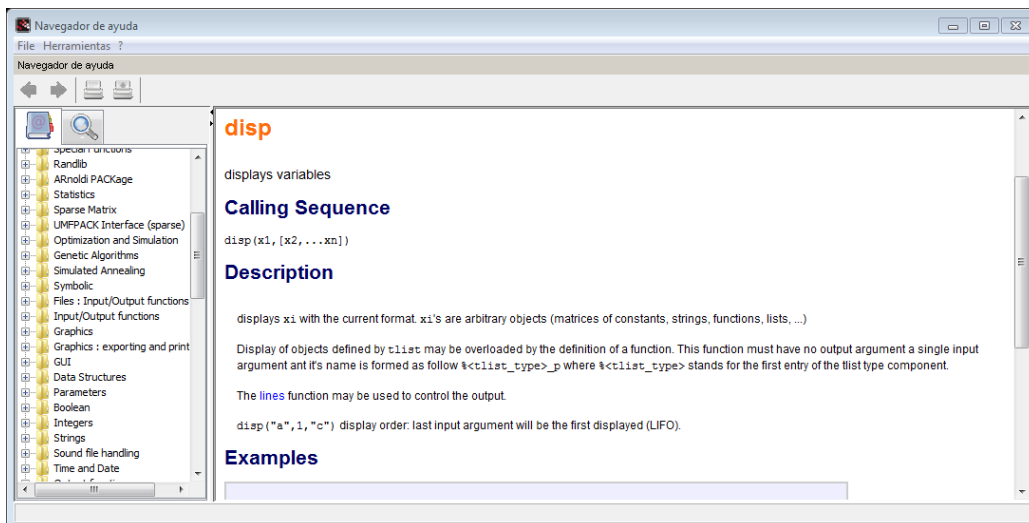 Navegador de ayuda
File Herramientas ?
Navegador de ayuda
Special Functions
Randlib
ARnoldi PACKage
Statistics
Sparse Matrix
UMFPACK Interface (sparse)
Optimization and Simulation
Genetic Algorithms
Simulated Annealing
Symbolic
Files : Input/Output functions
Input/Output functions
Graphics
Graphics : exporting and print
GUI
Data Structures
Parameters
Boolean
Integers
Strings
Sound file handling
Time and Date
disp
displays variables
Calling Sequence
disp(x1,[x2,...xn])
Description
displays xi with the current format. xi's are arbitrary objects (matrices of constants, strings, functions, lists, ...)
Display of objects defined by tlist may be overloaded by the definition of a function. This function must have no output argument a single input
argument ant it's name is formed as follow %<tlist_type>_p where %<tlist_type> stands for the first entry of the tlist type component.
The lines function may be used to control the output.
disp("a",1,"c") display order: last input argument will be the first displayed (LIFO).
Examples